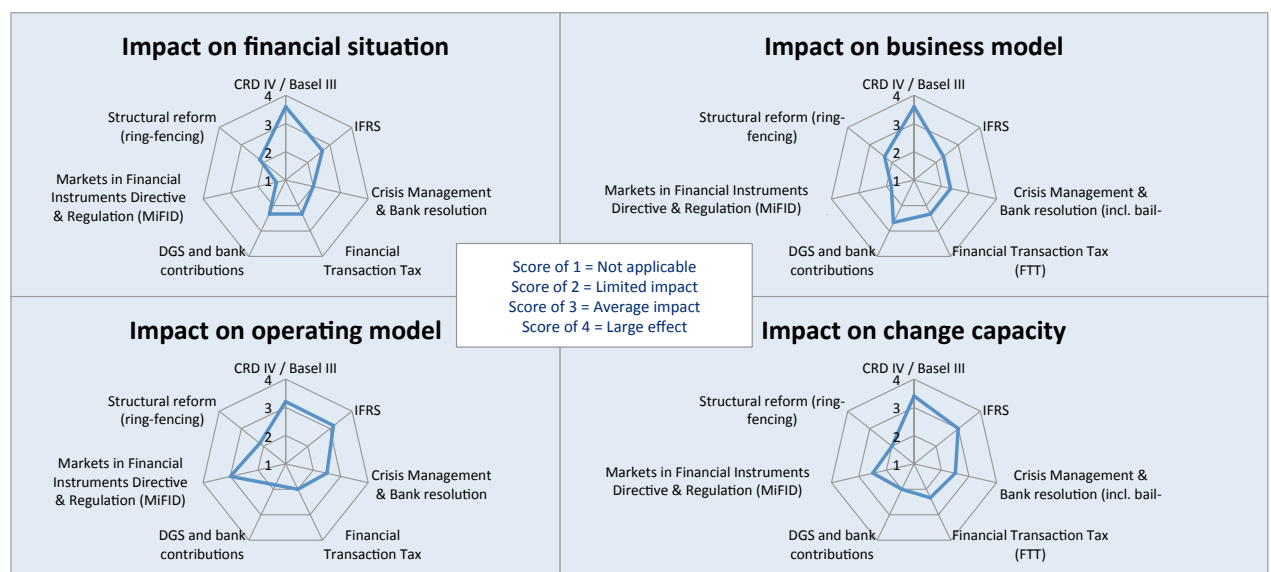 Impact on financial situation
CRD IV / Basel III
4
3
2
1
IFRS
Crisis Management
& Bank resolution
Financial
Transaction Tax
DGS and bank
contributions
Markets in Financial
Instruments Directive
& Regulation (MiFID)
Structural reform
(ring-fencing)
Impact on business model
CRD IV / Basel III
4
3
2
1
IFRS
Crisis Management &
Bank resolution (incl. bail-
Financial Transaction Tax
(FTT)
DGS and bank
contributions
Markets in Financial Instruments
Directive & Regulation (MiFID)
Structural reform (ring-
fencing)
Score of 1 = Not applicable
Score of 2 = Limited impact
Score of 3 = Average impact
Score of 4 = Large effect
Impact on operating model
CRD IV / Basel III
4
3
2
1
IFRS
Crisis Management
& Bank resolution
Financial
Transaction Tax
DGS and bank
contributions
Markets in Financial
Instruments Directive
& Regulation (MiFID)
Structural reform
(ring-fencing)
Impact on change capacity
CRD IV / Basel III
4
3
2
1
IFRS
Crisis Management &
Bank resolution (incl. bail-
Financial Transaction Tax
(FTT)
DGS and bank
contributions
Markets in Financial Instruments
Directive & Regulation (MiFID)
Structural reform (ring-
fencing)